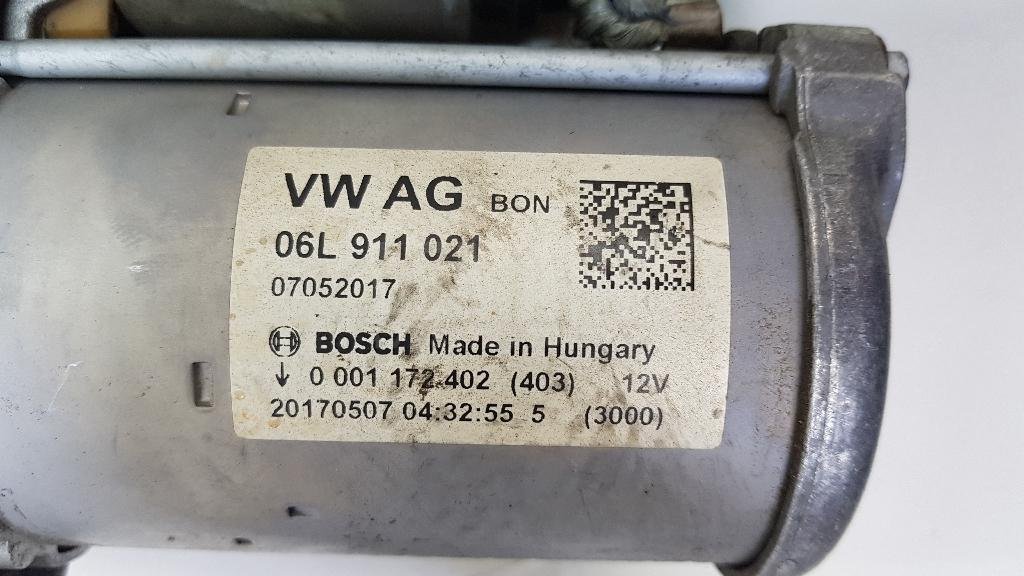 VW AG BON
06L 911 021
07052017
BOSCH Made in Hungary
↓ 0 001 172 402 (403) 12V
20170507 04:32:55 5 (3000)